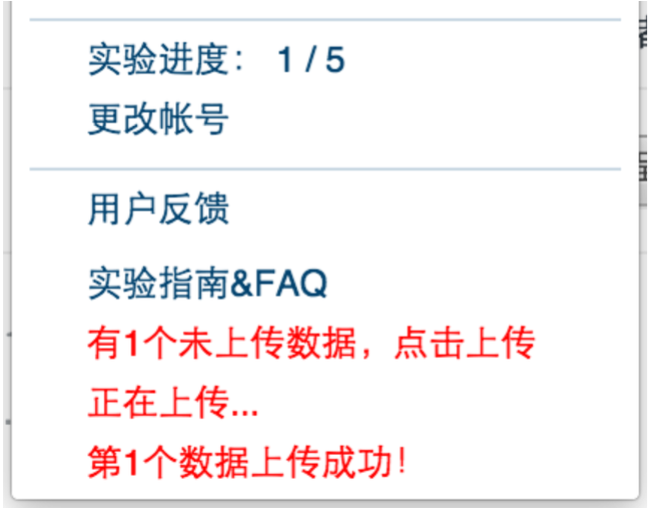 实验进度： 1 / 5
更改帐号
用户反馈
实验指南&FAQ
有1个未上传数据，点击上传
正在上传...
第1个数据上传成功！